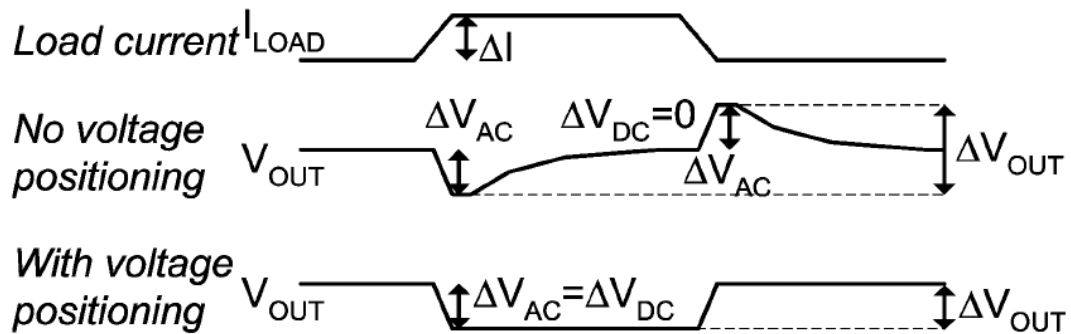 Load current I_LOAD
ΔI
No voltage positioning
V_OUT
ΔV_AC
ΔV_DC=0
ΔV_AC
ΔV_OUT
With voltage positioning
V_OUT
ΔV_AC=ΔV_DC
ΔV_OUT